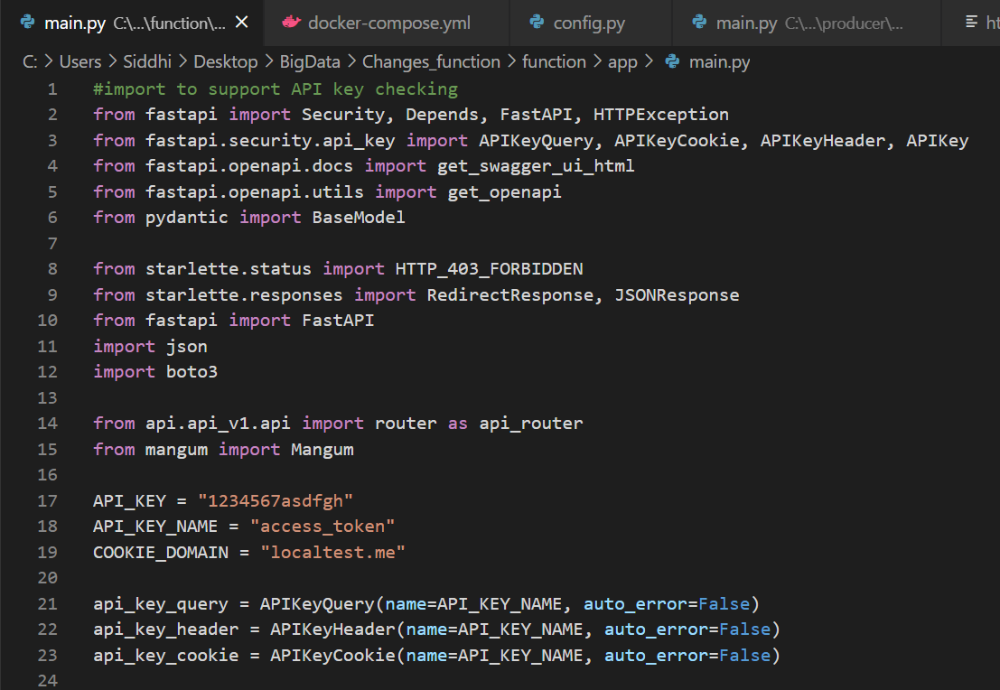 main.py C:\...\function\... docker-compose.yml config.py main.py C:\...\producer\...
C: > Users > Siddhi > Desktop > BigData > Changes_function > function > app > main.py
1 #import to support API key checking
2 from fastapi import Security, Depends, FastAPI, HTTPException
3 from fastapi.security.api_key import APIKeyQuery, APIKeyCookie, APIKeyHeader, APIKey
4 from fastapi.openapi.docs import get_swagger_ui_html
5 from fastapi.openapi.utils import get_openapi
6 from pydantic import BaseModel
7
8 from starlette.status import HTTP_403_FORBIDDEN
9 from starlette.responses import RedirectResponse, JSONResponse
10 from fastapi import FastAPI
11 import json
12 import boto3
13
14 from api.api_v1.api import router as api_router
15 from mangum import Mangum
16
17 API_KEY = "1234567asdfgh"
18 API_KEY_NAME = "access_token"
19 COOKIE_DOMAIN = "localtest.me"
20
21 api_key_query = APIKeyQuery(name=API_KEY_NAME, auto_error=False)
22 api_key_header = APIKeyHeader(name=API_KEY_NAME, auto_error=False)
23 api_key_cookie = APIKeyCookie(name=API_KEY_NAME, auto_error=False)
24